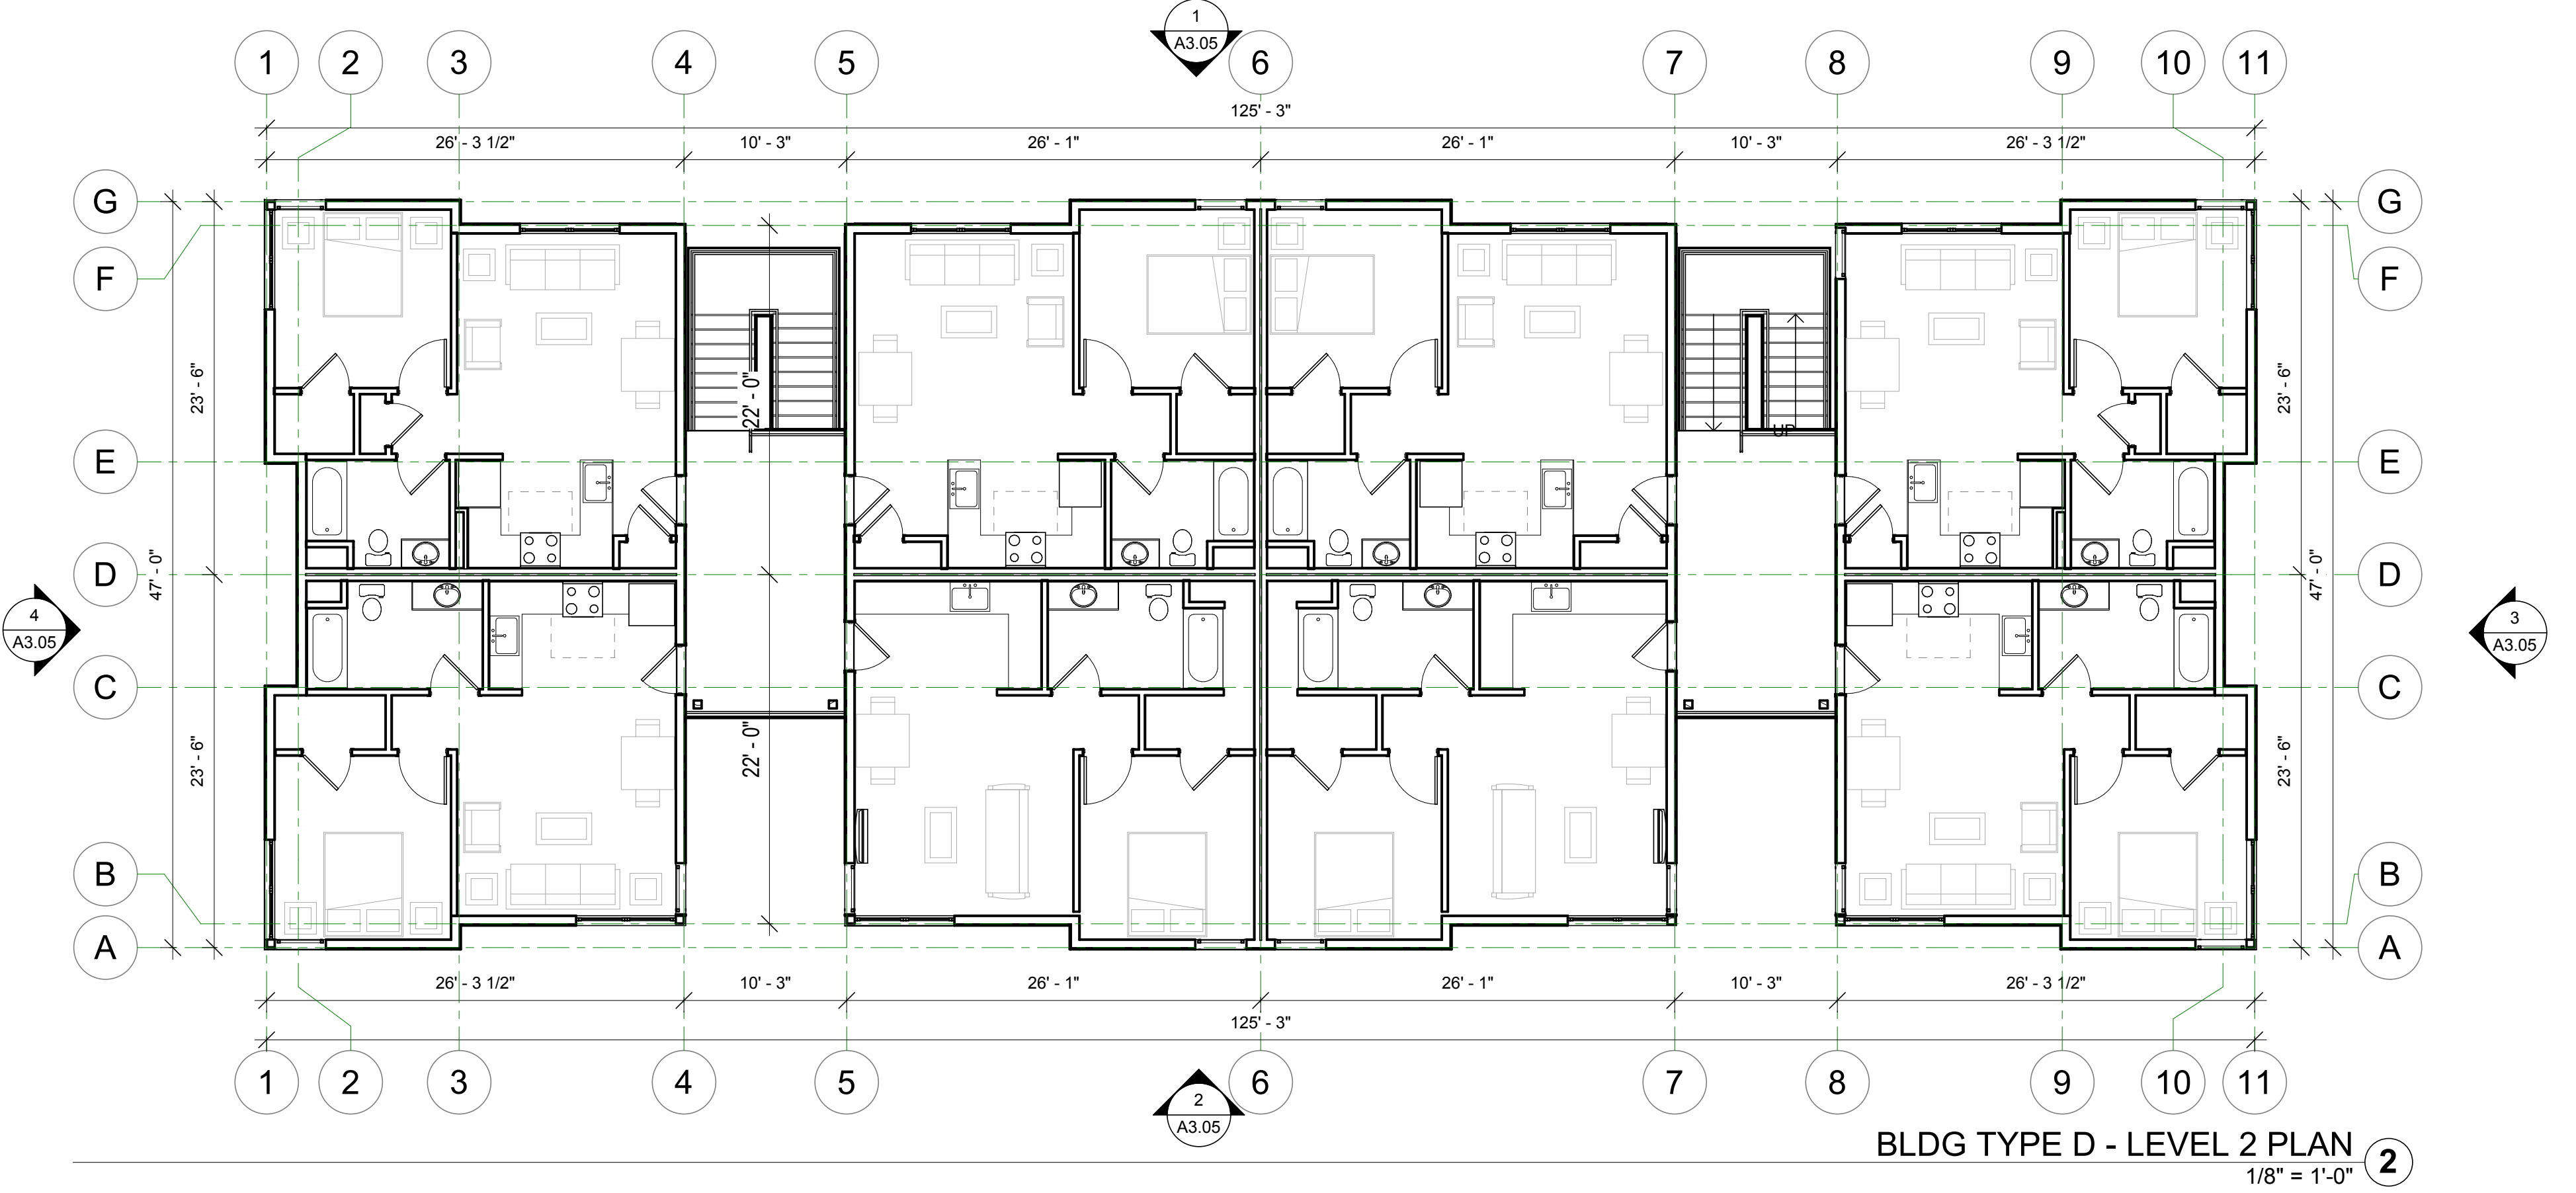 1
A3.05
1 2 3 4 5 6 7 8 9 10 11
125' - 3"
26' - 3 1/2" 10' - 3" 26' - 1" 26' - 1" 10' - 3" 26' - 3 1/2"
G G
F F
23' - 6" 22' - 0" 23' - 6"
UP
E E
D D
47' - 0" 47' - 0"
4
A3.05
3
A3.05
C C
23' - 6" 22' - 0" 23' - 6"
B B
A A
26' - 3 1/2" 10' - 3" 26' - 1" 26' - 1" 10' - 3" 26' - 3 1/2"
125' - 3"
1 2 3 4 5 6 7 8 9 10 11
2
A3.05
BLDG TYPE D - LEVEL 2 PLAN
2
1/8" = 1'-0"